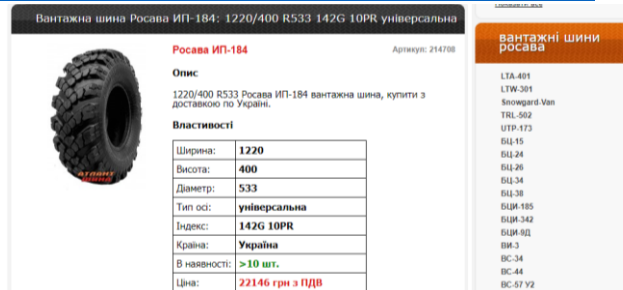 Вантажна шина Росава ИП-184: 1220/400 R533 142G 10PR універсальна
Росава ИП-184
Артикул: 214708
Опис
1220/400 R533 Росава ИП-184 вантажна шина, купити з
доставкою по Україні.
Властивості
Ширина: 1220
Висота: 400
Діаметр: 533
Тип осі: універсальна
Індекс: 142G 10PR
Країна: Україна
В наявності: >10 шт.
Ціна: 22146 грн з ПДВ
АТЛАНТ
вантажні шини
росава
LTA-401
LTW-301
Snowgard-Van
TRL-502
UTP-173
БЦ-15
БЦ-24
БЦ-26
БЦ-34
БЦ-38
БЦИ-185
БЦИ-342
БЦИ-9Д
ВИ-3
ВС-34
ВС-44
ВС-57 У2